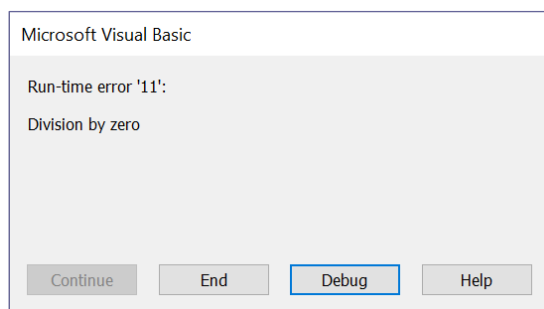 Microsoft Visual Basic
Run-time error '11':
Division by zero
Continue End Debug Help